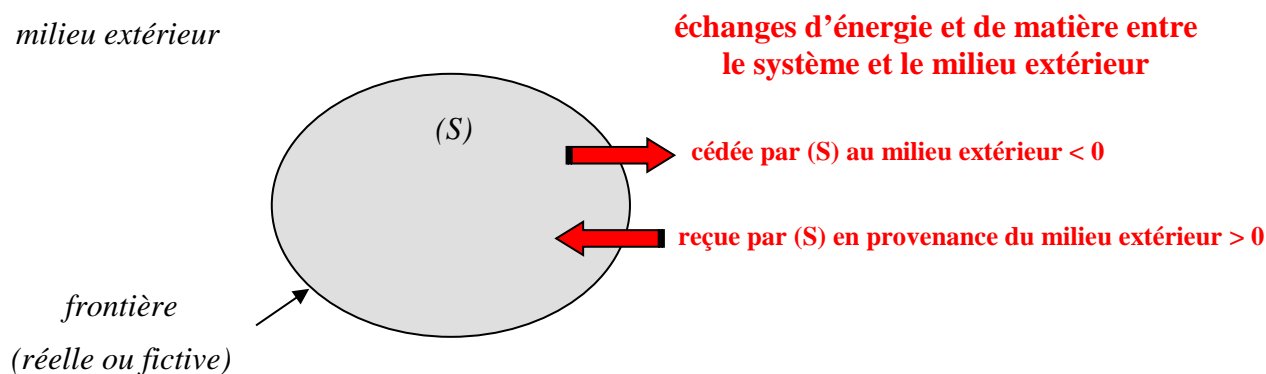 milieu extérieur
échanges d’énergie et de matière entre
le système et le milieu extérieur
(S)
cédée par (S) au milieu extérieur < 0
reçue par (S) en provenance du milieu extérieur > 0
frontière
(réelle ou fictive)